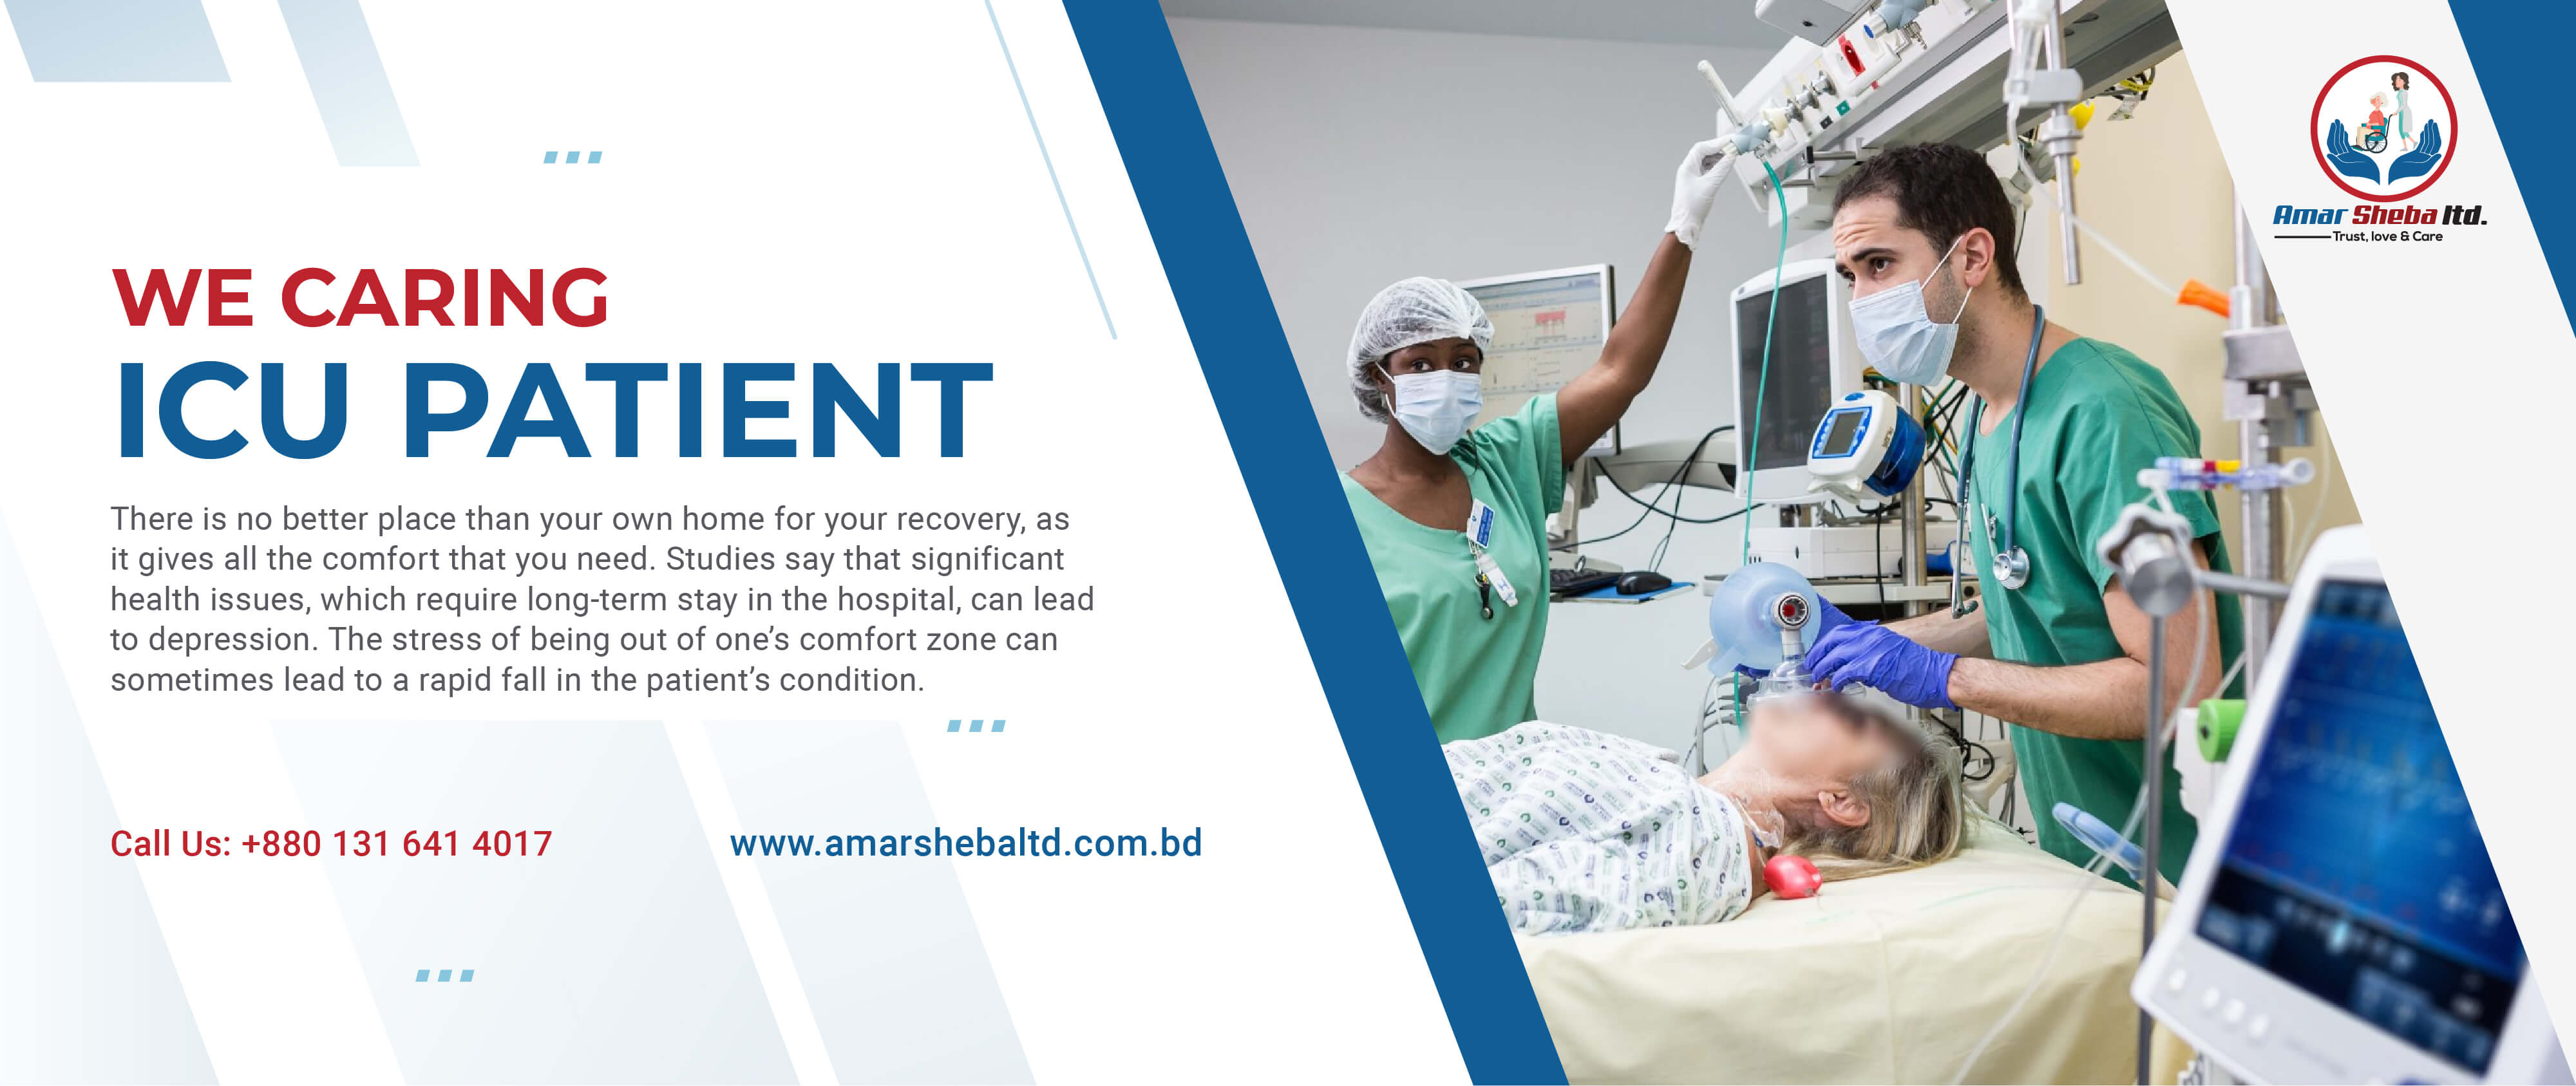 WE CARING
ICU PATIENT
There is no better place than your own home for your recovery, as
it gives all the comfort that you need. Studies say that significant
health issues, which require long-term stay in the hospital, can lead
to depression. The stress of being out of one’s comfort zone can
sometimes lead to a rapid fall in the patient’s condition.
Call Us: +880 131 641 4017
www.amarshebaltd.com.bd
Amar Sheba ltd.
Trust, love & Care